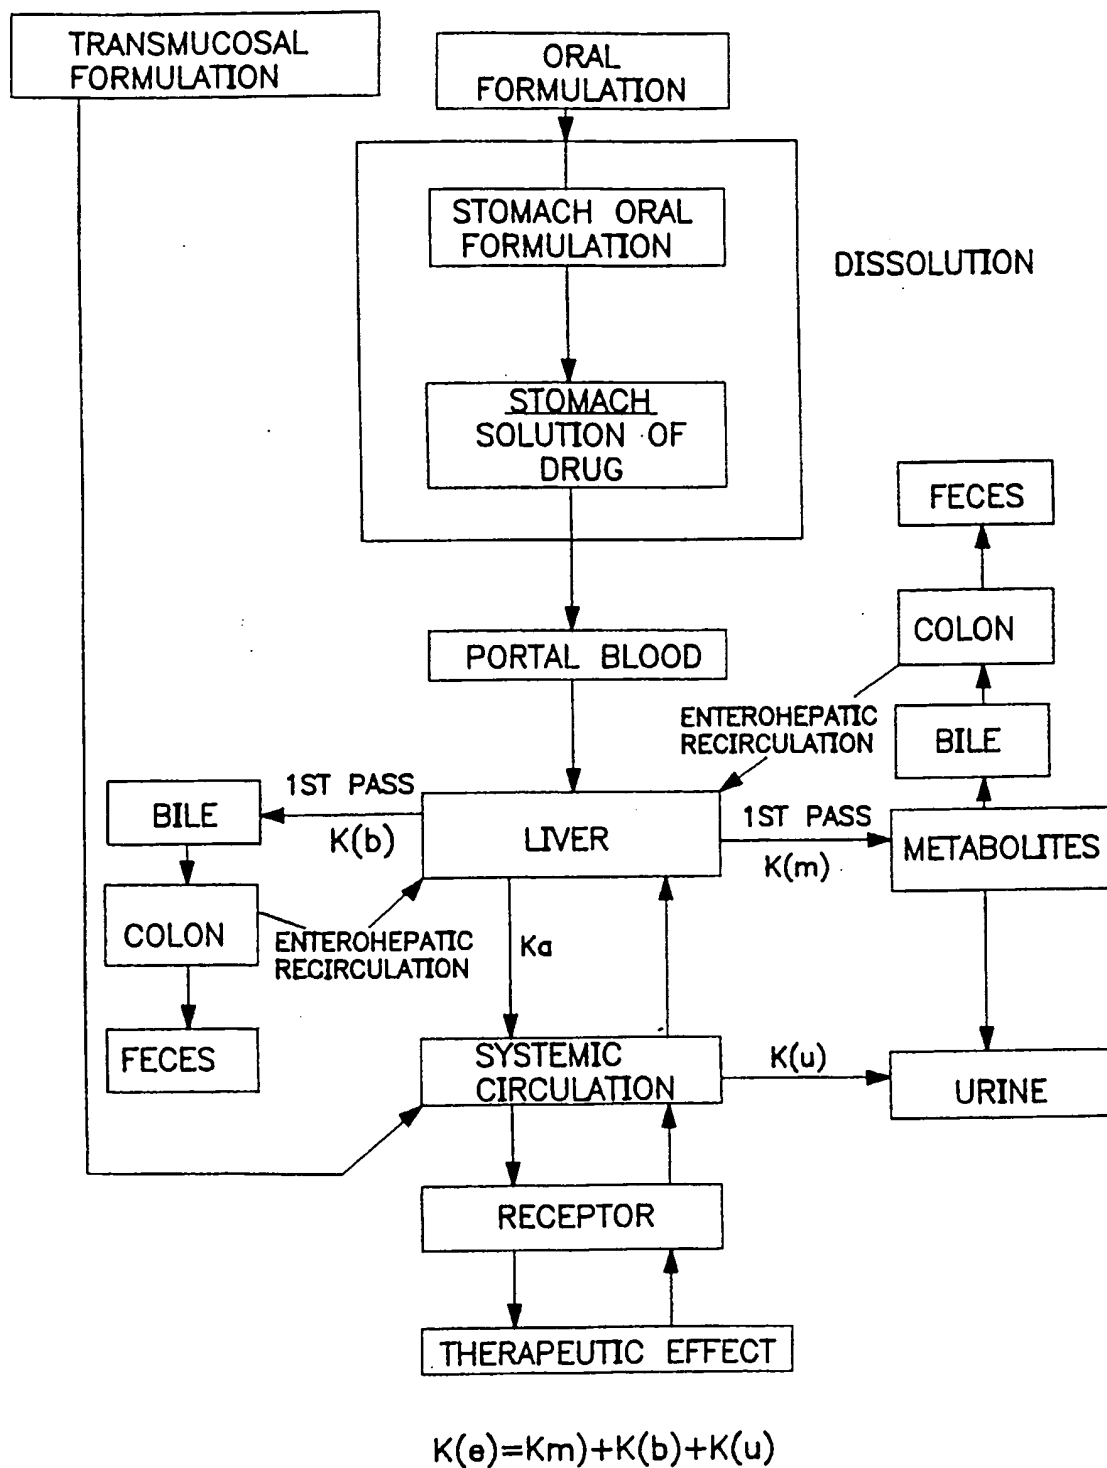 TRANSMUCOSAL
FORMULATION
ORAL
FORMULATION
STOMACH ORAL
FORMULATION
DISSOLUTION
STOMACH
SOLUTION OF
DRUG
FECES
COLON
PORTAL BLOOD
ENTEROHEPATIC
RECIRCULATION
BILE
1ST PASS
BILE
K(b)
LIVER
1ST PASS
K(m)
METABOLITES
COLON
ENTEROHEPATIC
RECIRCULATION
Ka
FECES
SYSTEMIC
CIRCULATION
K(u)
URINE
RECEPTOR
THERAPEUTIC EFFECT
K(e)=Km)+K(b)+K(u)